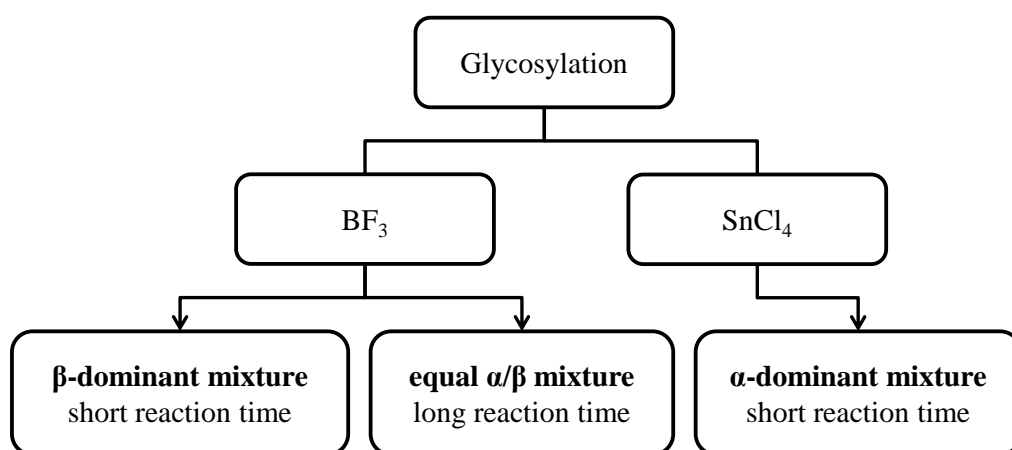 Glycosylation
BF₃
SnCl₄
β-dominant mixture
short reaction time
equal α/β mixture
long reaction time
α-dominant mixture
short reaction time